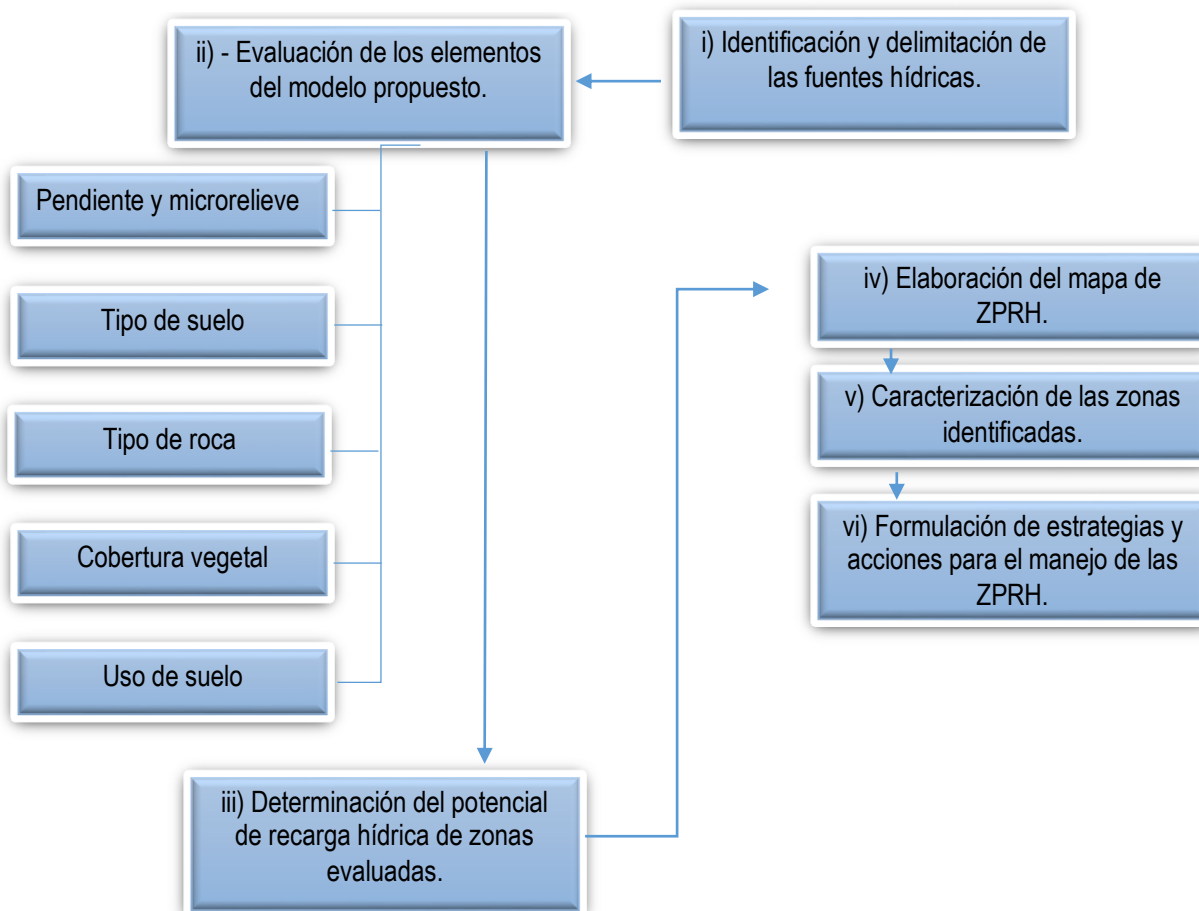 i) Identificación y delimitación de
las fuentes hídricas.
ii) - Evaluación de los elementos
del modelo propuesto.
Pendiente y microrelieve
Tipo de suelo
Tipo de roca
Cobertura vegetal
Uso de suelo
iii) Determinación del potencial
de recarga hídrica de zonas
evaluadas.
iv) Elaboración del mapa de
ZPRH.
v) Caracterización de las zonas
identificadas.
vi) Formulación de estrategias y
acciones para el manejo de las
ZPRH.